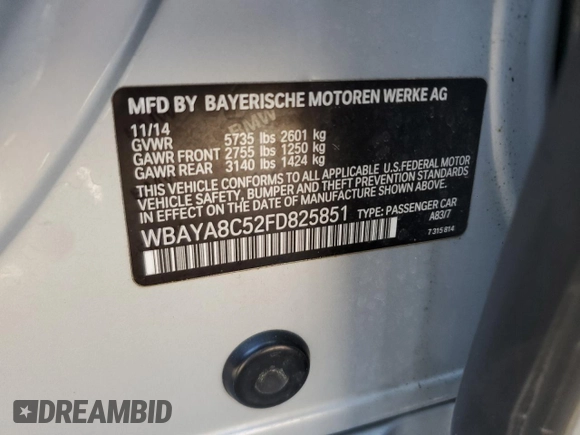 MFD BY BAYERISCHE MOTOREN WERKE AG
11/14
GVWR 5735 lbs 2601 kg
GAWR FRONT 2755 lbs 1250 kg
GAWR REAR 3140 lbs 1424 kg
THIS VEHICLE CONFORMS TO ALL APPLICABLE U.S.FEDERAL MOTOR
VEHICLE SAFETY, BUMPER AND THEFT PREVENTION STANDARDS
IN EFFECT ON THE DATE OF MANUFACTURE SHOWN ABOVE.
WBAYA8C52FD825851 TYPE: PASSENGER CAR
A83/7
7 315 814
DREAMBID